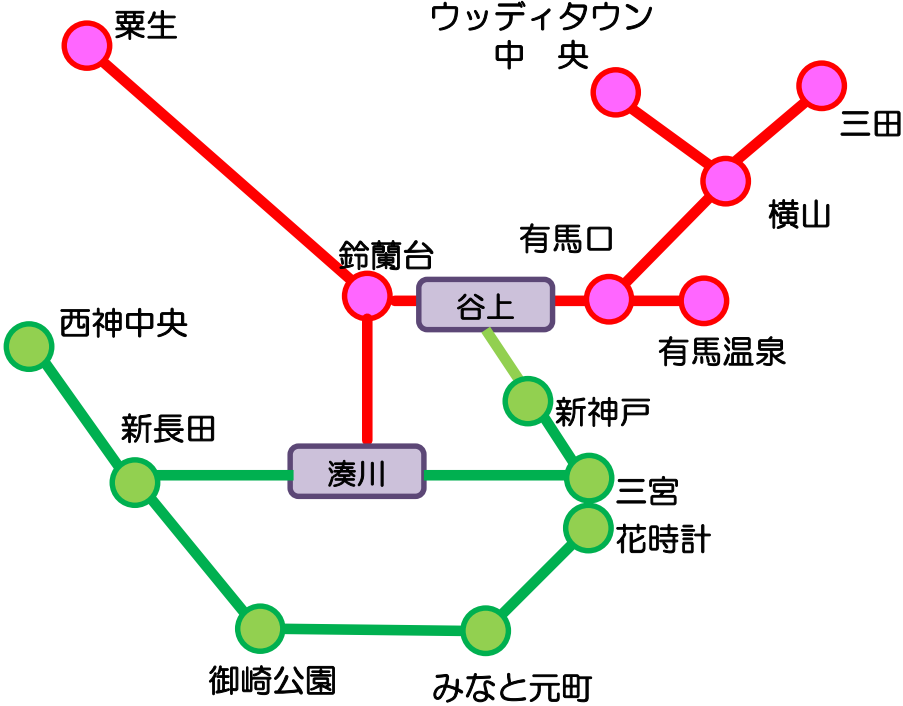 粟生
ウッディタウン
中央
三田
横山
有馬口
鈴蘭台
谷上
西神中央
有馬温泉
新神戸
新長田
湊川
三宮
花時計
御崎公園
みなと元町